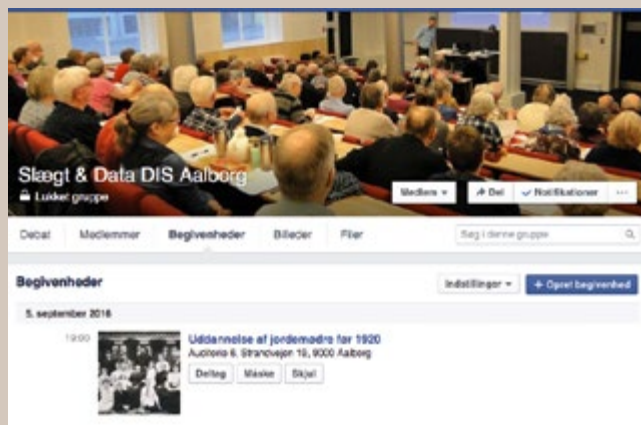 Slægt & Data DIS Aalborg
Lukket gruppe
Medlem
Del
Notifikationer
Debat
Medlemmer
Begivenheder
Billeder
Filer
Søg i denne gruppe
Begivenheder
Indstillinger
+ Opret begivenhed
5. september 2016
19:00
Uddannelse af jordemødre før 1920
Auditorie 6, Strandvejen 19, 9000 Aalborg
Deltag
Måske
Skjul